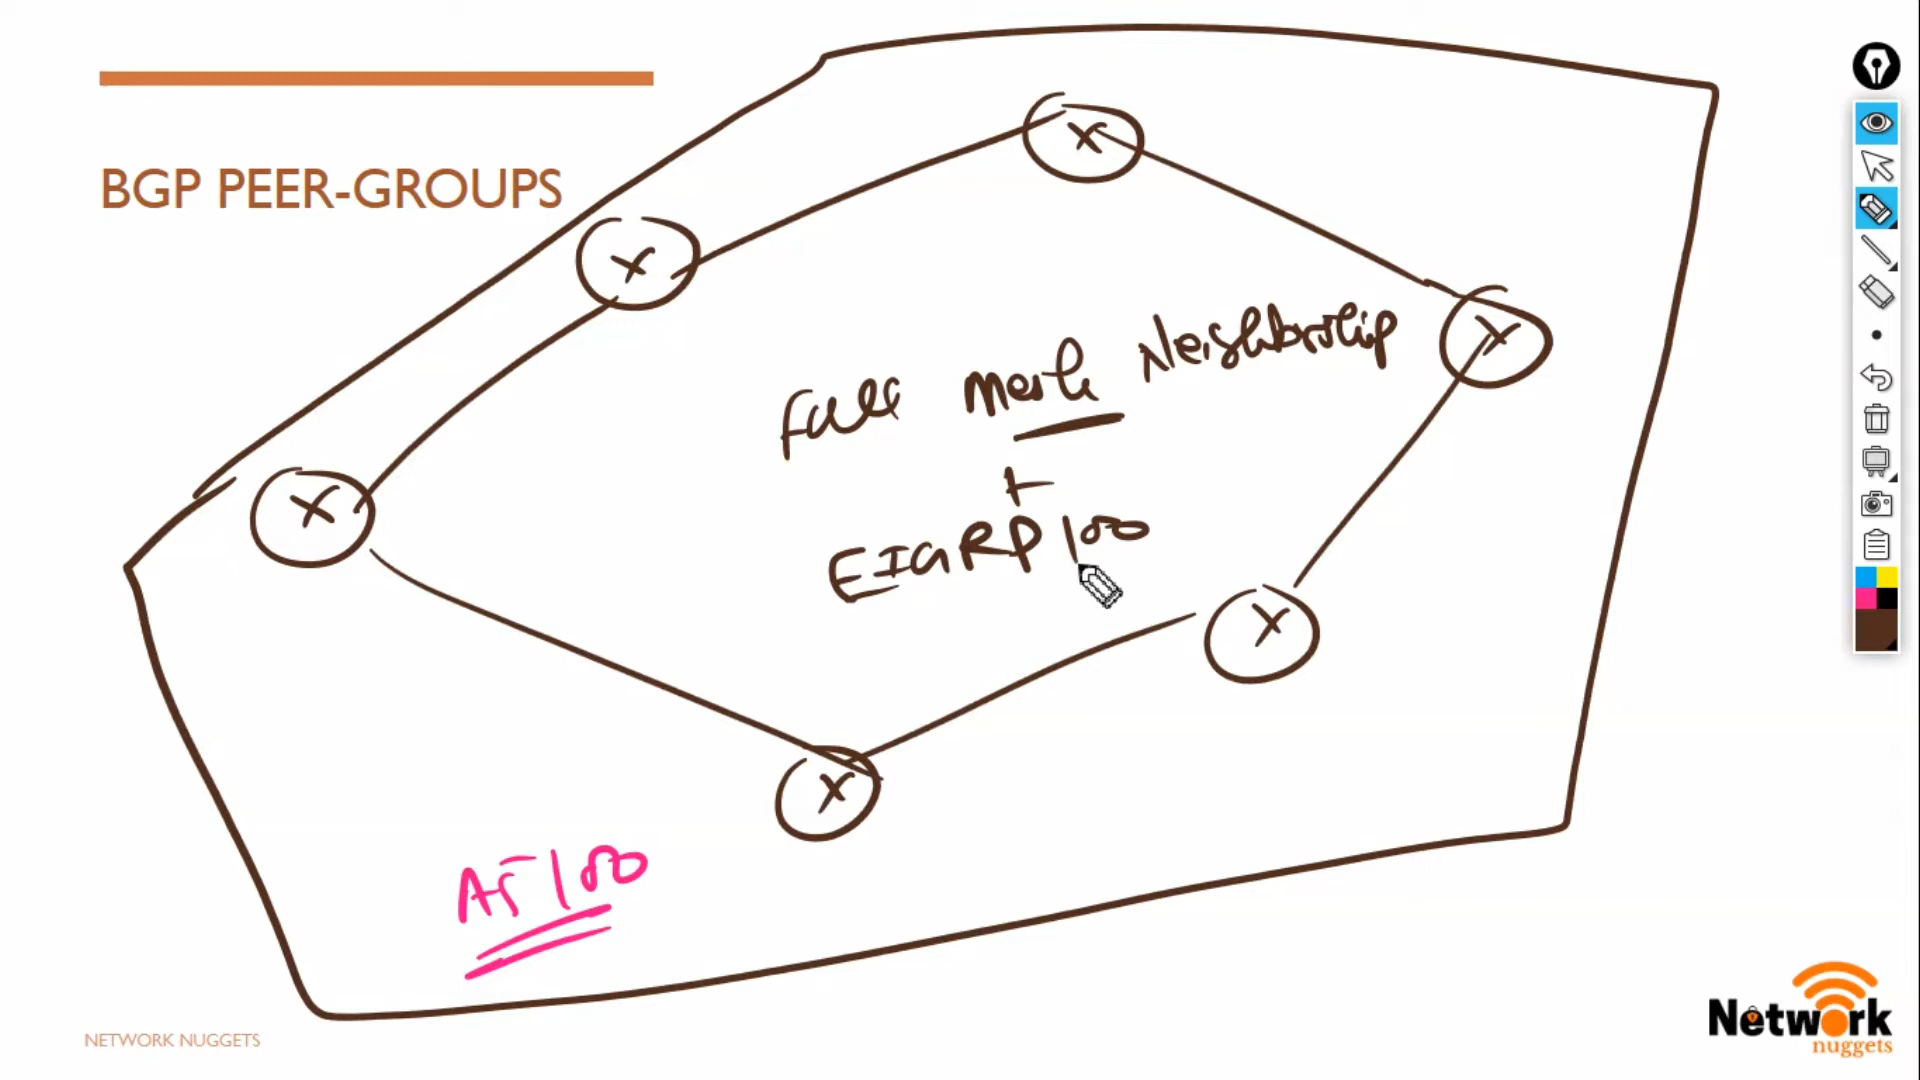 BGP PEER-GROUPS
x
x
x
Full mesh Neighborship
x
+
EIGRP 100
x
x
AS 100
NETWORK NUGGETS
Network
nuggets